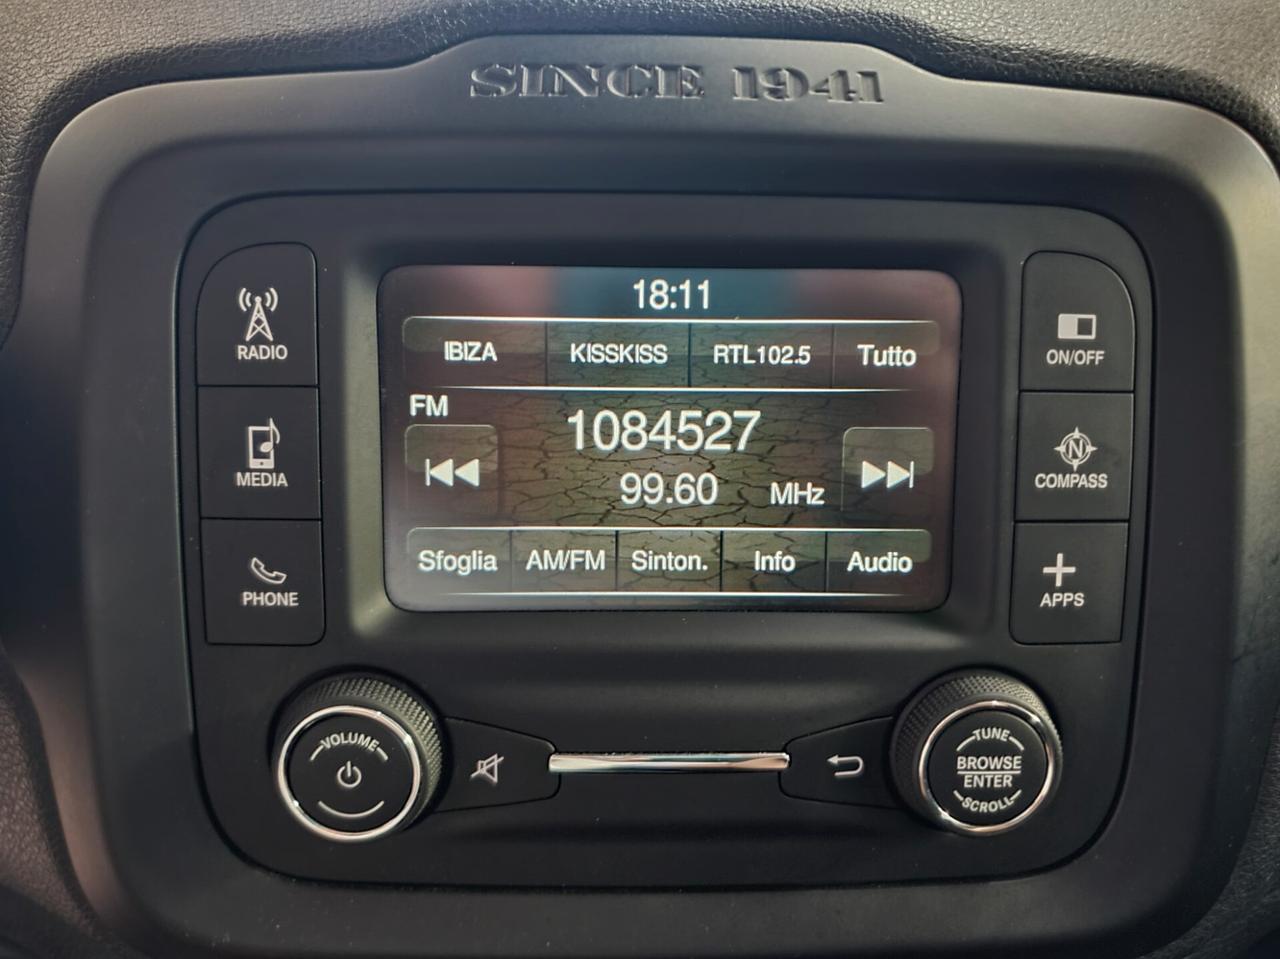 SINCE 1941
18:11
IBIZA KISSKISS RTL102.5 Tutto
FM
1084527
99.60 MHz
Sfoglia AM/FM Sinton. Info Audio
RADIO
MEDIA
PHONE
ON/OFF
N
COMPASS
APPS
VOLUME
TUNE
BROWSE
ENTER
SCROLL